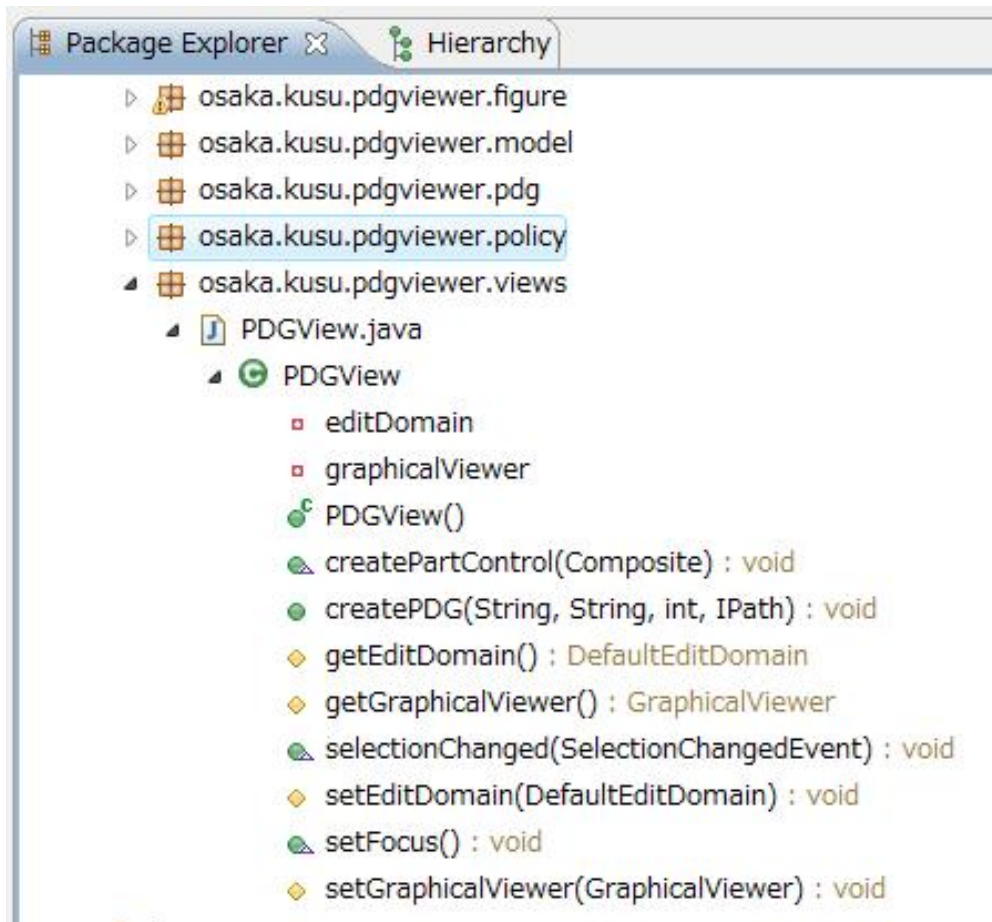 Package Explorer Hierarchy
osaka.kusu.pdgviewer.figure
osaka.kusu.pdgviewer.model
osaka.kusu.pdgviewer.pdg
osaka.kusu.pdgviewer.policy
osaka.kusu.pdgviewer.views
J PDGView.java
C PDGView
editDomain
graphicalViewer
C PDGView()
createPartControl(Composite) : void
createPDG(String, String, int, IPath) : void
getEditDomain() : DefaultEditDomain
getGraphicalViewer() : GraphicalViewer
selectionChanged(SelectionChangedEvent) : void
setEditDomain(DefaultEditDomain) : void
setFocus() : void
setGraphicalViewer(GraphicalViewer) : void